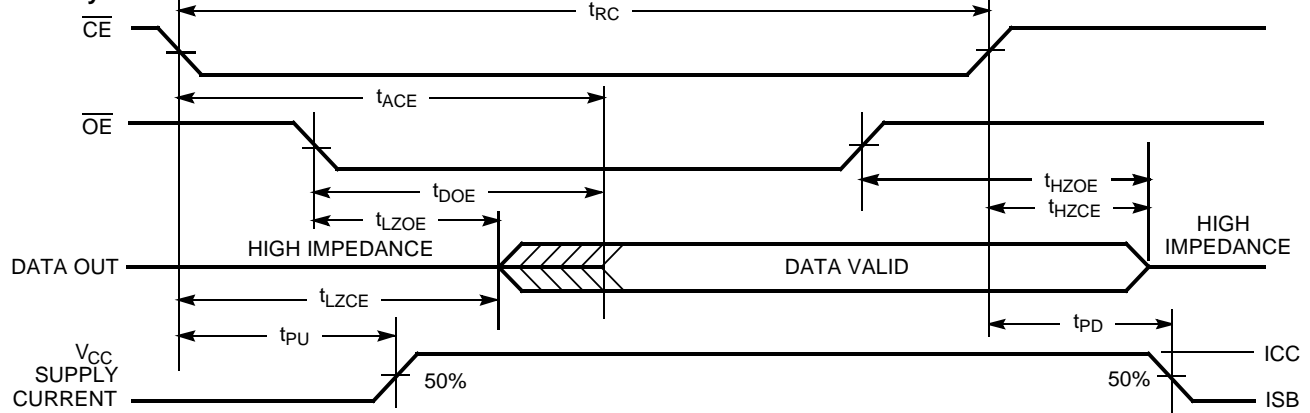 tRC
CE
tACE
OE
tDOE
tHZOE
tLZOE
tHZCE
HIGH IMPEDANCE
HIGH
IMPEDANCE
DATA OUT
DATA VALID
tLZCE
tPU
tPD
VCC
SUPPLY
CURRENT
50%
50%
ICC
ISB